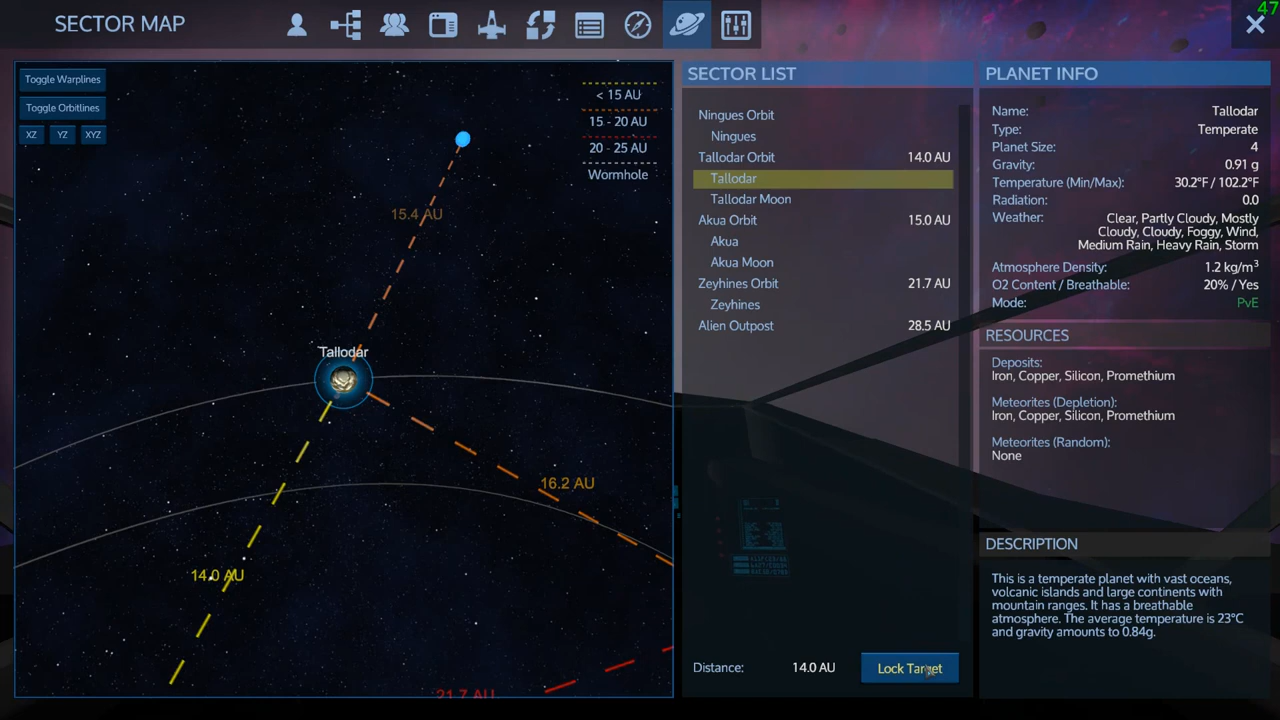 SECTOR MAP
47
Toggle Warplines
Toggle Orbitlines
XZ YZ XYZ
< 15 AU
15 - 20 AU
20 - 25 AU
Wormhole
15.4 AU
Tallodar
16.2 AU
14.0 AU
21.7 AU
SECTOR LIST
Ningues Orbit
Ningues
Tallodar Orbit 14.0 AU
Tallodar
Tallodar Moon
Akua Orbit 15.0 AU
Akua
Akua Moon
Zeyhines Orbit 21.7 AU
Zeyhines
Alien Outpost 28.5 AU
Distance: 14.0 AU Lock Target
PLANET INFO
Name: Tallodar
Type: Temperate
Planet Size: 4
Gravity: 0.91 g
Temperature (Min/Max): 30.2°F / 102.2°F
Radiation: 0.0
Weather: Clear, Partly Cloudy, Mostly
Cloudy, Cloudy, Foggy, Wind,
Medium Rain, Heavy Rain, Storm
Atmosphere Density: 1.2 kg/m³
O2 Content / Breathable: 20% / Yes
Mode: PvE
RESOURCES
Deposits:
Iron, Copper, Silicon, Promethium
Meteorites (Depletion):
Iron, Copper, Silicon, Promethium
Meteorites (Random):
None
DESCRIPTION
This is a temperate planet with vast oceans,
volcanic islands and large continents with
mountain ranges. It has a breathable
atmosphere. The average temperature is 23°C
and gravity amounts to 0.84g.